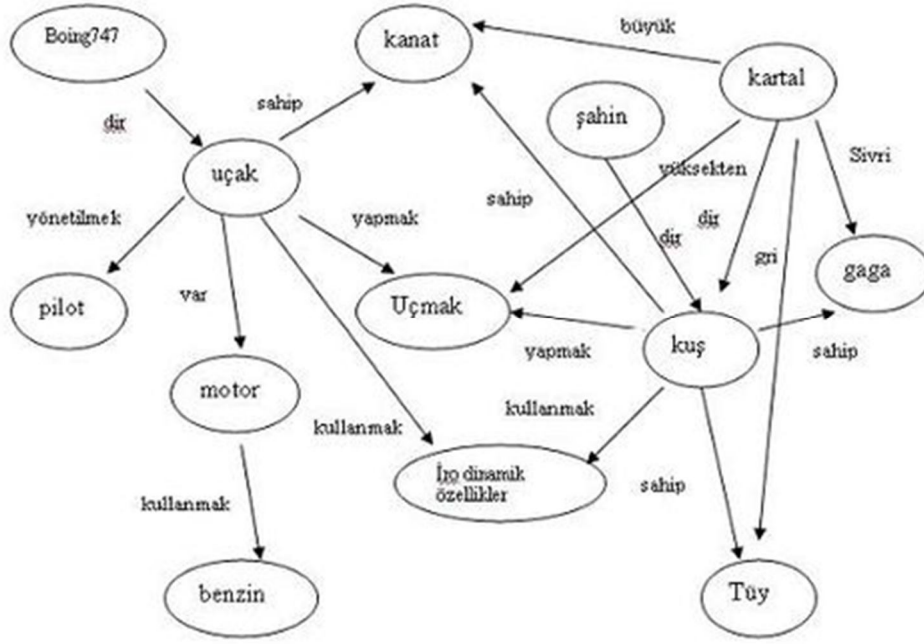 Boing747
kanat
büyük
kartal
sahip
şahin
dir
uçak
yüksekten
Sivri
yönetilmek
yapmak
sahip
dir
dir
gri
gaga
pilot
var
Uçmak
kuş
yapmak
sahip
motor
kullanmak
kullanmak
İro dinamik
özellikler
sahip
kullanmak
benzin
Tüy